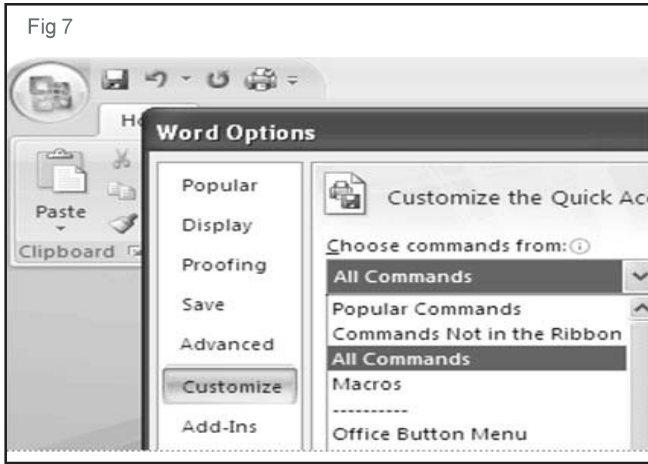 Fig 7
Ho
Word Options
Paste
Clipboard
Popular
Display
Proofing
Save
Advanced
Customize
Add-Ins
Customize the Quick Acc
Choose commands from:
All Commands
Popular Commands
Commands Not in the Ribbon
All Commands
Macros
----------
Office Button Menu